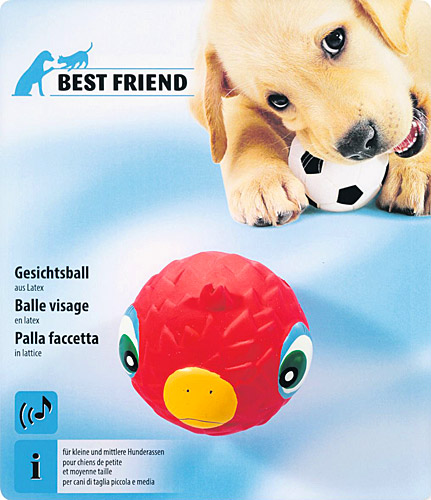 BEST FRIEND
Gesichtsball
aus Latex
Balle visage
en latex
Palla faccetta
in lattice
i
für kleine und mittlere Hunderassen
pour chiens de petite
et moyenne taille
per cani di taglia piccola e media